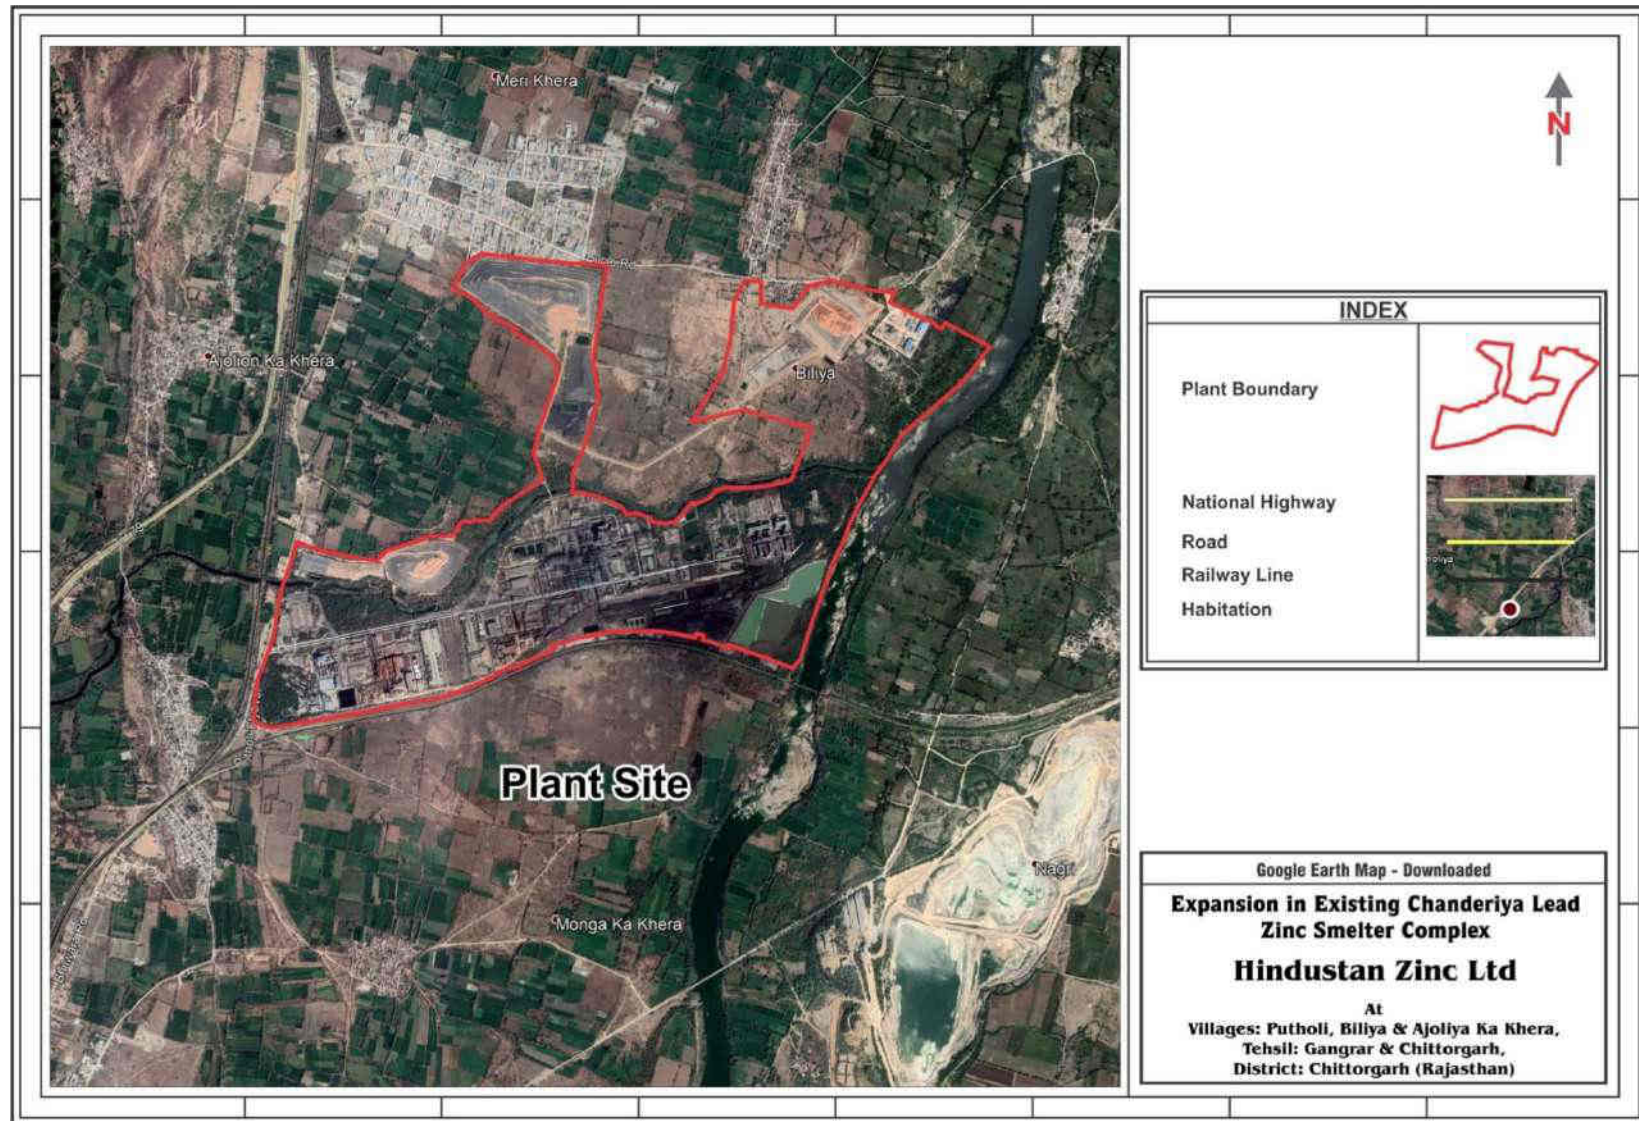 Meri Khera
Ajolion Ka Khera
Biliya
Plant Site
Nagri
Monga Ka Khera
Bhilwara Rd
N
INDEX
Plant Boundary
National Highway
Road
Railway Line
Habitation
Google Earth Map - Downloaded
Expansion in Existing Chanderiya Lead
Zinc Smelter Complex
Hindustan Zinc Ltd
At
Villages: Putholi, Biliya & Ajoliya Ka Khera,
Tehsil: Gangrar & Chittorgarh,
District: Chittorgarh (Rajasthan)